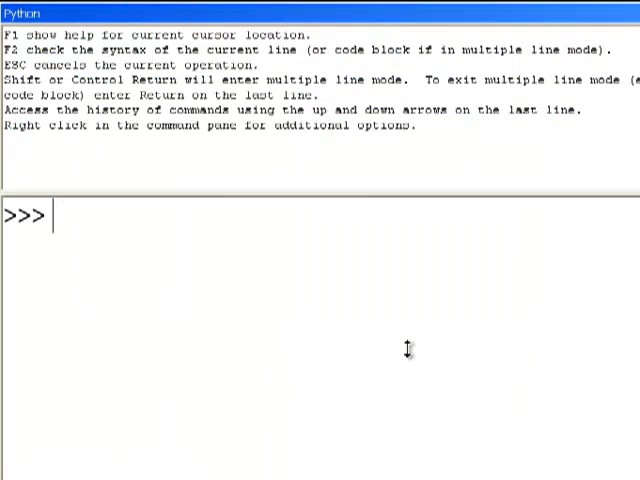 Python
F1 show help for current cursor location.
F2 check the syntax of the current line (or code block if in multiple line mode).
ESC cancels the current operation.
Shift or Control Return will enter multiple line mode.  To exit multiple line mode (e
code block) enter Return on the last line.
Access the history of commands using the up and down arrows on the last line.
Right click in the command pane for additional options.
>>>